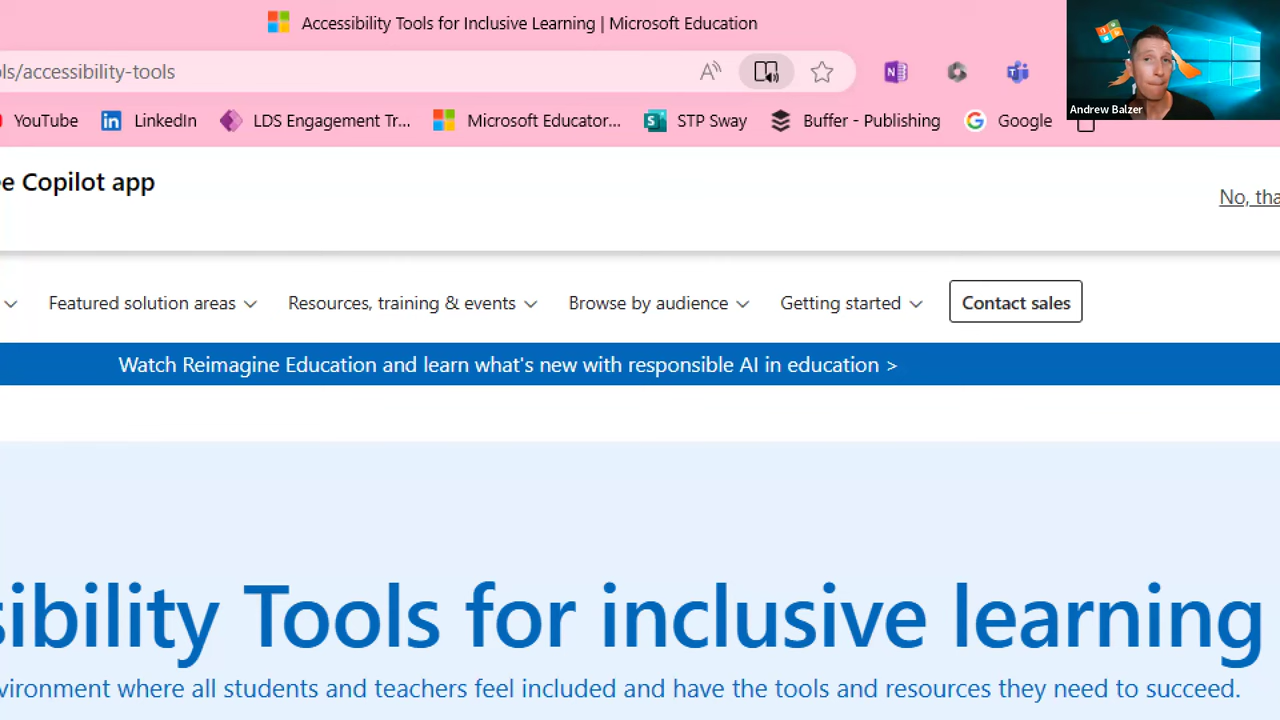 Accessibility Tools for Inclusive Learning | Microsoft Education
ls/accessibility-tools
Andrew Balzer
YouTube LinkedIn LDS Engagement Tr... Microsoft Educator... STP Sway Buffer - Publishing Google
e Copilot app
No, tha
Featured solution areas Resources, training & events Browse by audience Getting started Contact sales
Watch Reimagine Education and learn what's new with responsible AI in education >
sibility Tools for inclusive learning
vironment where all students and teachers feel included and have the tools and resources they need to succeed.